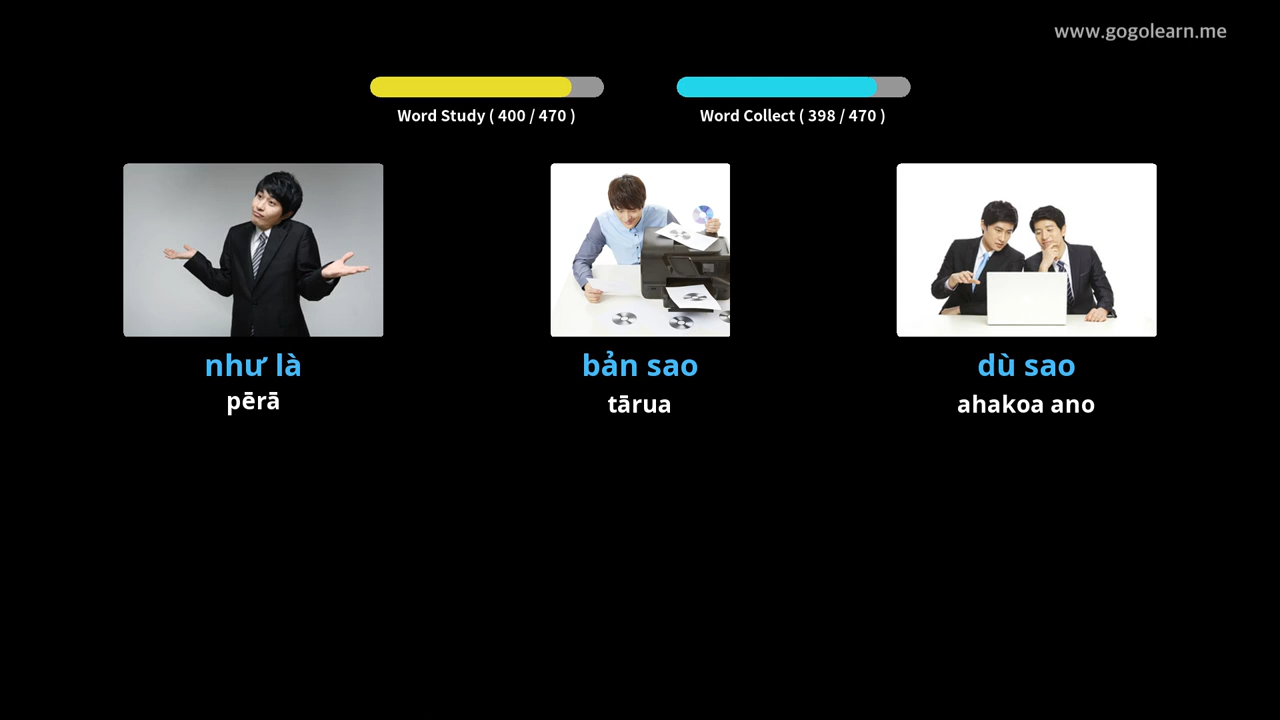 www.gogolearn.me
Word Study ( 400 / 470 )
Word Collect ( 398 / 470 )
như là
bản sao
dù sao
pērā
tārua
ahakoa ano